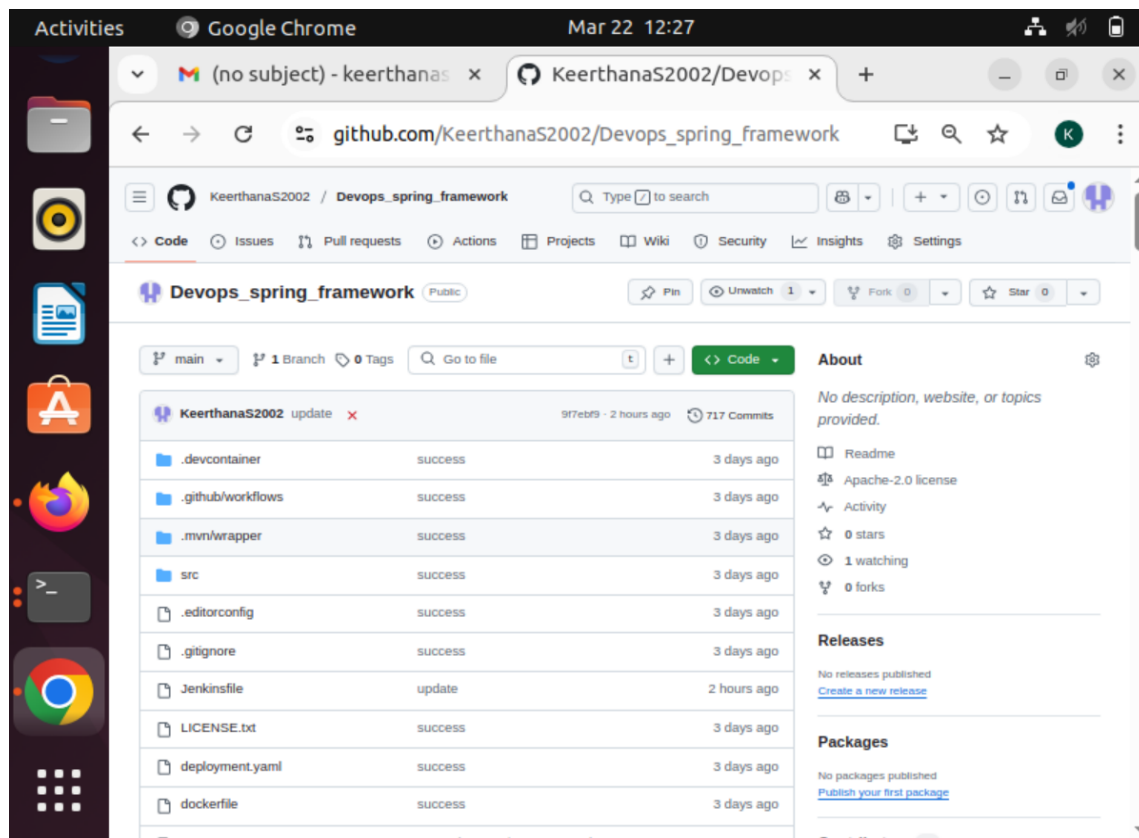 Activities Google Chrome Mar 22 12:27
(no subject) - keerthanas KeerthanaS2002/Devops
github.com/KeerthanaS2002/Devops_spring_framework K
KeerthanaS2002 / Devops_spring_framework Type / to search
Code Issues Pull requests Actions Projects Wiki Security Insights Settings
Devops_spring_framework Public Pin Unwatch 1 Fork 0 Star 0
main 1 Branch 0 Tags Go to file t Code
KeerthanaS2002 update 9f7ebf9 · 2 hours ago 717 Commits
.devcontainer success 3 days ago
.github/workflows success 3 days ago
.mvn/wrapper success 3 days ago
src success 3 days ago
.editorconfig success 3 days ago
.gitignore success 3 days ago
Jenkinsfile update 2 hours ago
LICENSE.txt success 3 days ago
deployment.yaml success 3 days ago
dockerfile success 3 days ago
About
No description, website, or topics
provided.
Readme
Apache-2.0 license
Activity
0 stars
1 watching
0 forks
Releases
No releases published
Create a new release
Packages
No packages published
Publish your first package